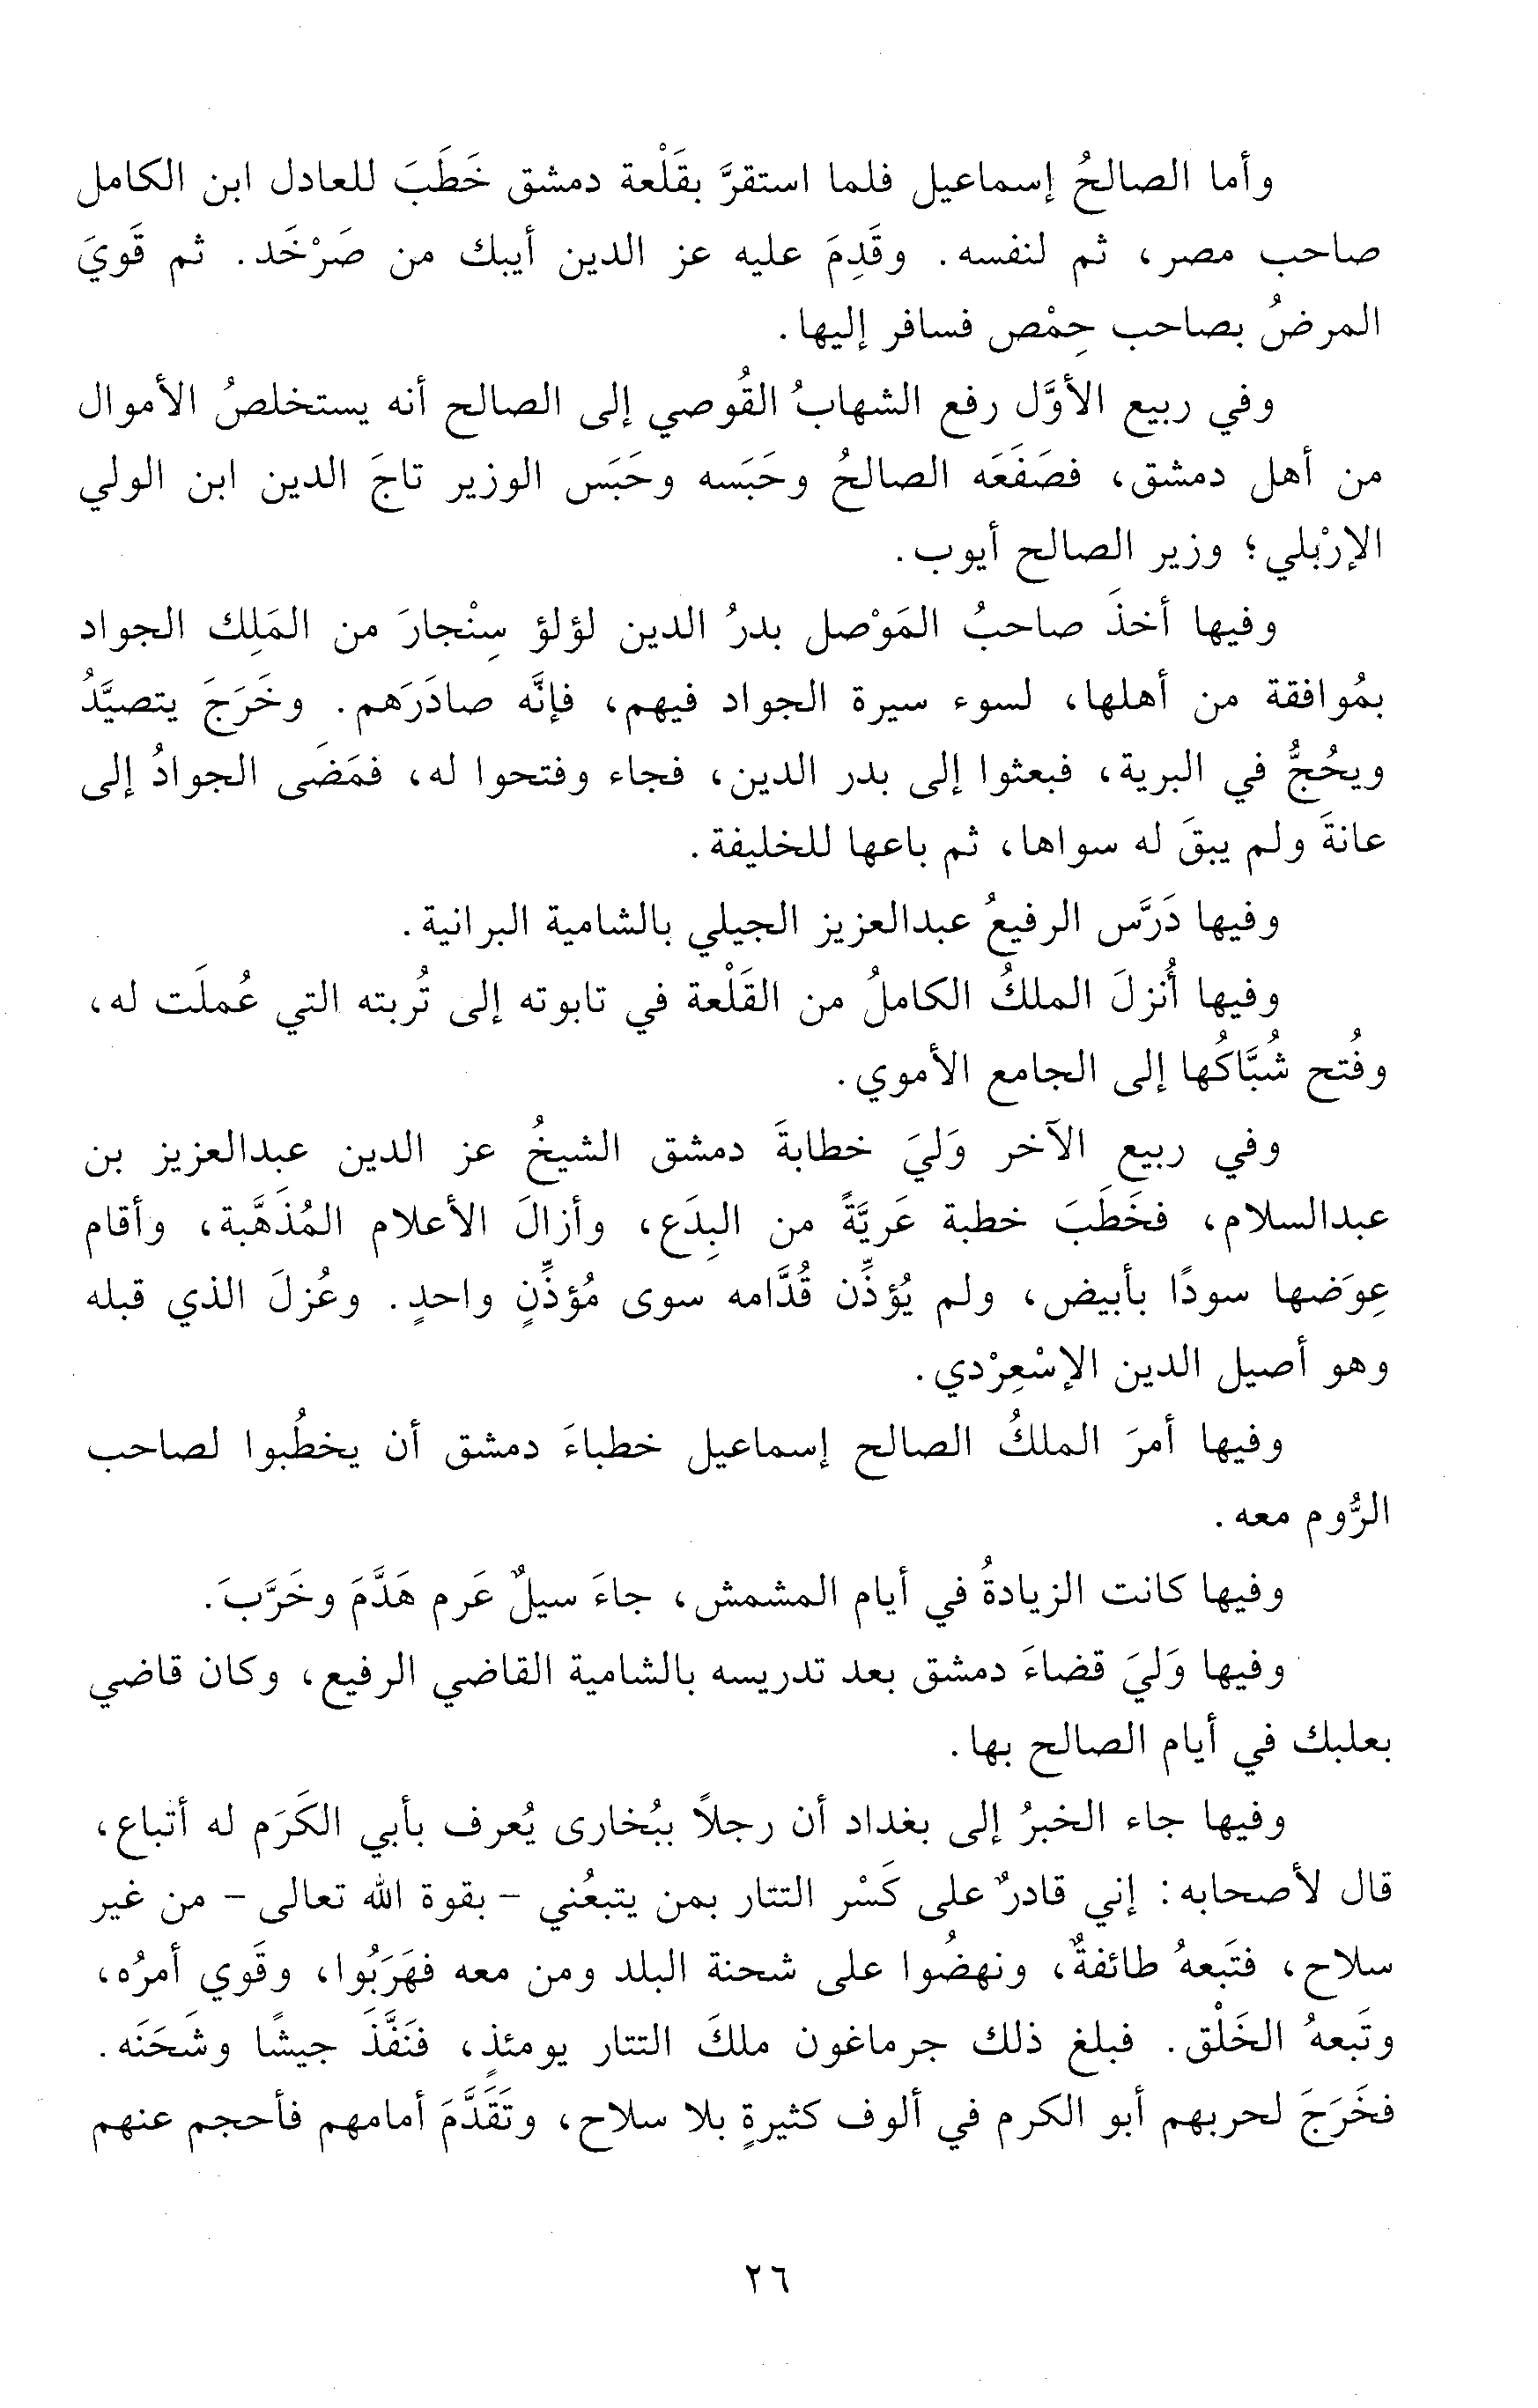 وأما الصالحُ إسماعيل فلما استقرَّ بقَلْعة دمشق خَطَبَ للعادل ابن الكامل
صاحب مصر، ثم لنفسه. وقَدِمَ عليه عز الدين أيبك من صَرْخَد. ثم قَويَ
المرضُ بصاحب حِمْص فسافر إليها.
وفي ربيع الأوَّل رفع الشهابُ القُوصي إلى الصالح أنه يستخلصُ الأموال
من أهل دمشق، فصَفَعَه الصالحُ وحَبَسه وحَبَس الوزير تاجَ الدين ابن الولي
الإرْبلي؛ وزير الصالح أيوب.
وفيها أخذَ صاحبُ المَوْصل بدرُ الدين لؤلؤ سِنْجارَ من المَلِك الجواد
بمُوافقة من أهلها، لسوء سيرة الجواد فيهم، فإنَّه صادَرَهم. وخَرَجَ يتصيَّدُ
ويحُجُّ في البرية، فبعثوا إلى بدر الدين، فجاء وفتحوا له، فمَضَى الجوادُ إلى
عانةَ ولم يبقَ له سواها، ثم باعها للخليفة.
وفيها دَرَّس الرفيعُ عبدالعزيز الجيلي بالشامية البرانية.
وفيها أُنزلَ الملكُ الكاملُ من القَلْعة في تابوته إلى تُربته التي عُملَت له،
وفُتح شُبَّاكُها إلى الجامع الأموي.
وفي ربيع الآخر وَليَ خطابةَ دمشق الشيخُ عز الدين عبدالعزيز بن
عبدالسلام، فخَطَبَ خطبة عَريَّةً من البِدَع، وأزالَ الأعلام المُذَهَّبة، وأقام
عِوَضها سودًا بأبيض، ولم يُؤذِّن قُدَّامه سوى مُؤذِّنٍ واحدٍ. وعُزلَ الذي قبله
وهو أصيل الدين الإسْعِرْدي.
وفيها أمرَ الملكُ الصالح إسماعيل خطباءَ دمشق أن يخطُبوا لصاحب
الرُّوم معه.
وفيها كانت الزيادةُ في أيام المشمش، جاءَ سيلٌ عَرم هَدَّمَ وخَرَّبَ.
وفيها وَليَ قضاءَ دمشق بعد تدريسه بالشامية القاضي الرفيع، وكان قاضي
بعلبك في أيام الصالح بها.
وفيها جاء الخبرُ إلى بغداد أن رجلاً ببُخارى يُعرف بأبي الكَرَم له أتباع،
قال لأصحابه: إني قادرٌ على كَسْر التتار بمن يتبعُني - بقوة الله تعالى - من غير
سلاح، فتَبعهُ طائفةٌ، ونهضُوا على شحنة البلد ومن معه فهَرَبُوا، وقَوي أمرُه،
وتَبعهُ الخَلْق. فبلغ ذلك جرماغون ملكَ التتار يومئذٍ، فنَفَّذَ جيشًا وشَحَنَه.
فخَرَجَ لحربهم أبو الكرم في ألوف كثيرةٍ بلا سلاح، وتَقَدَّمَ أمامهم فأحجم عنهم
٢٦